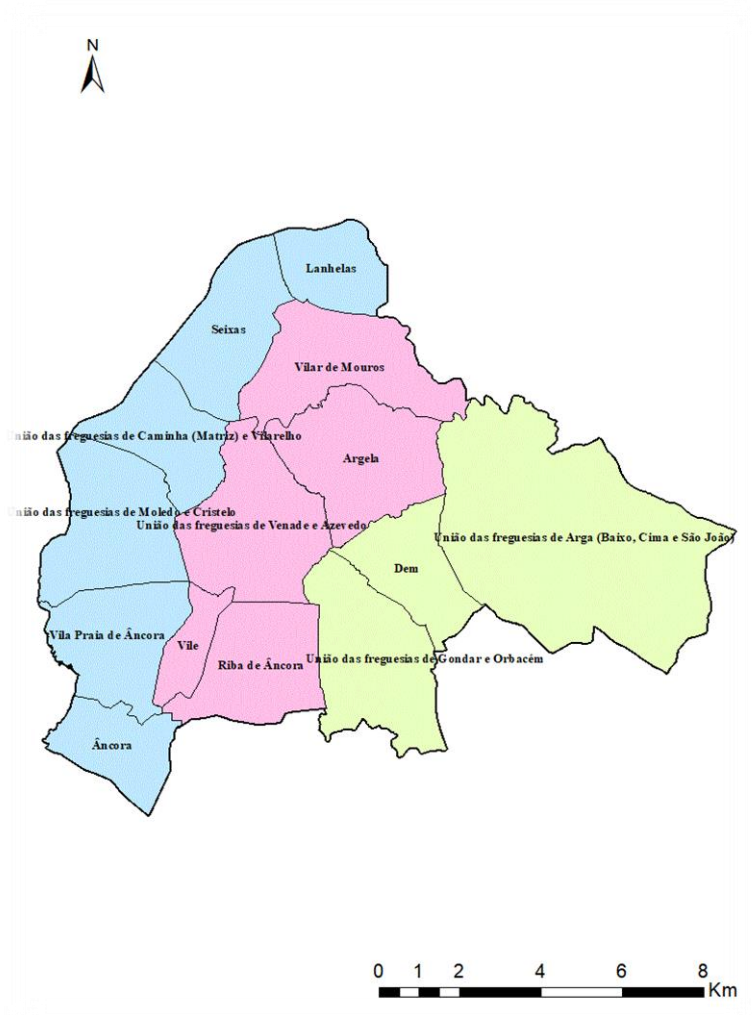 N
Lanhelas
Seixas
Vilar de Mouros
União das freguesias de Caminha (Matriz) e Vilarelho
Argela
União das freguesias de Moledo e Cristelo
União das freguesias de Venade e Azevedo
União das freguesias de Arga (Baixo, Cima e São João)
Dem
Vila Praia de Âncora
Vile
Riba de Âncora
União das freguesias de Gondar e Orbacém
Âncora
0 1 2 4 6 8
Km